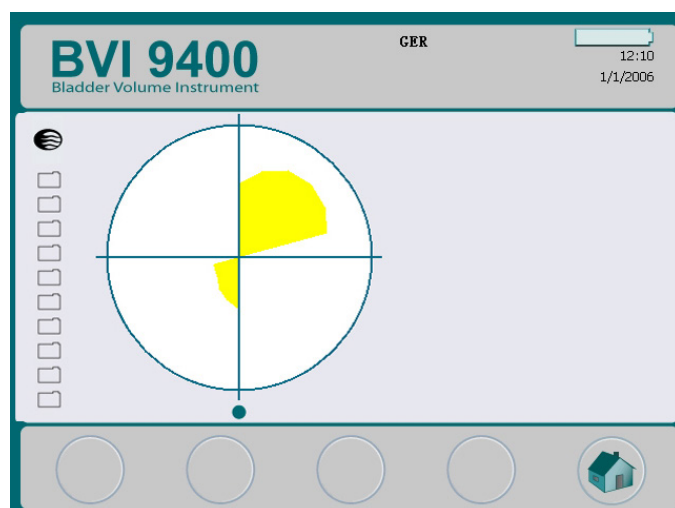 BVI 9400
Bladder Volume Instrument
GER
12:10
1/1/2006